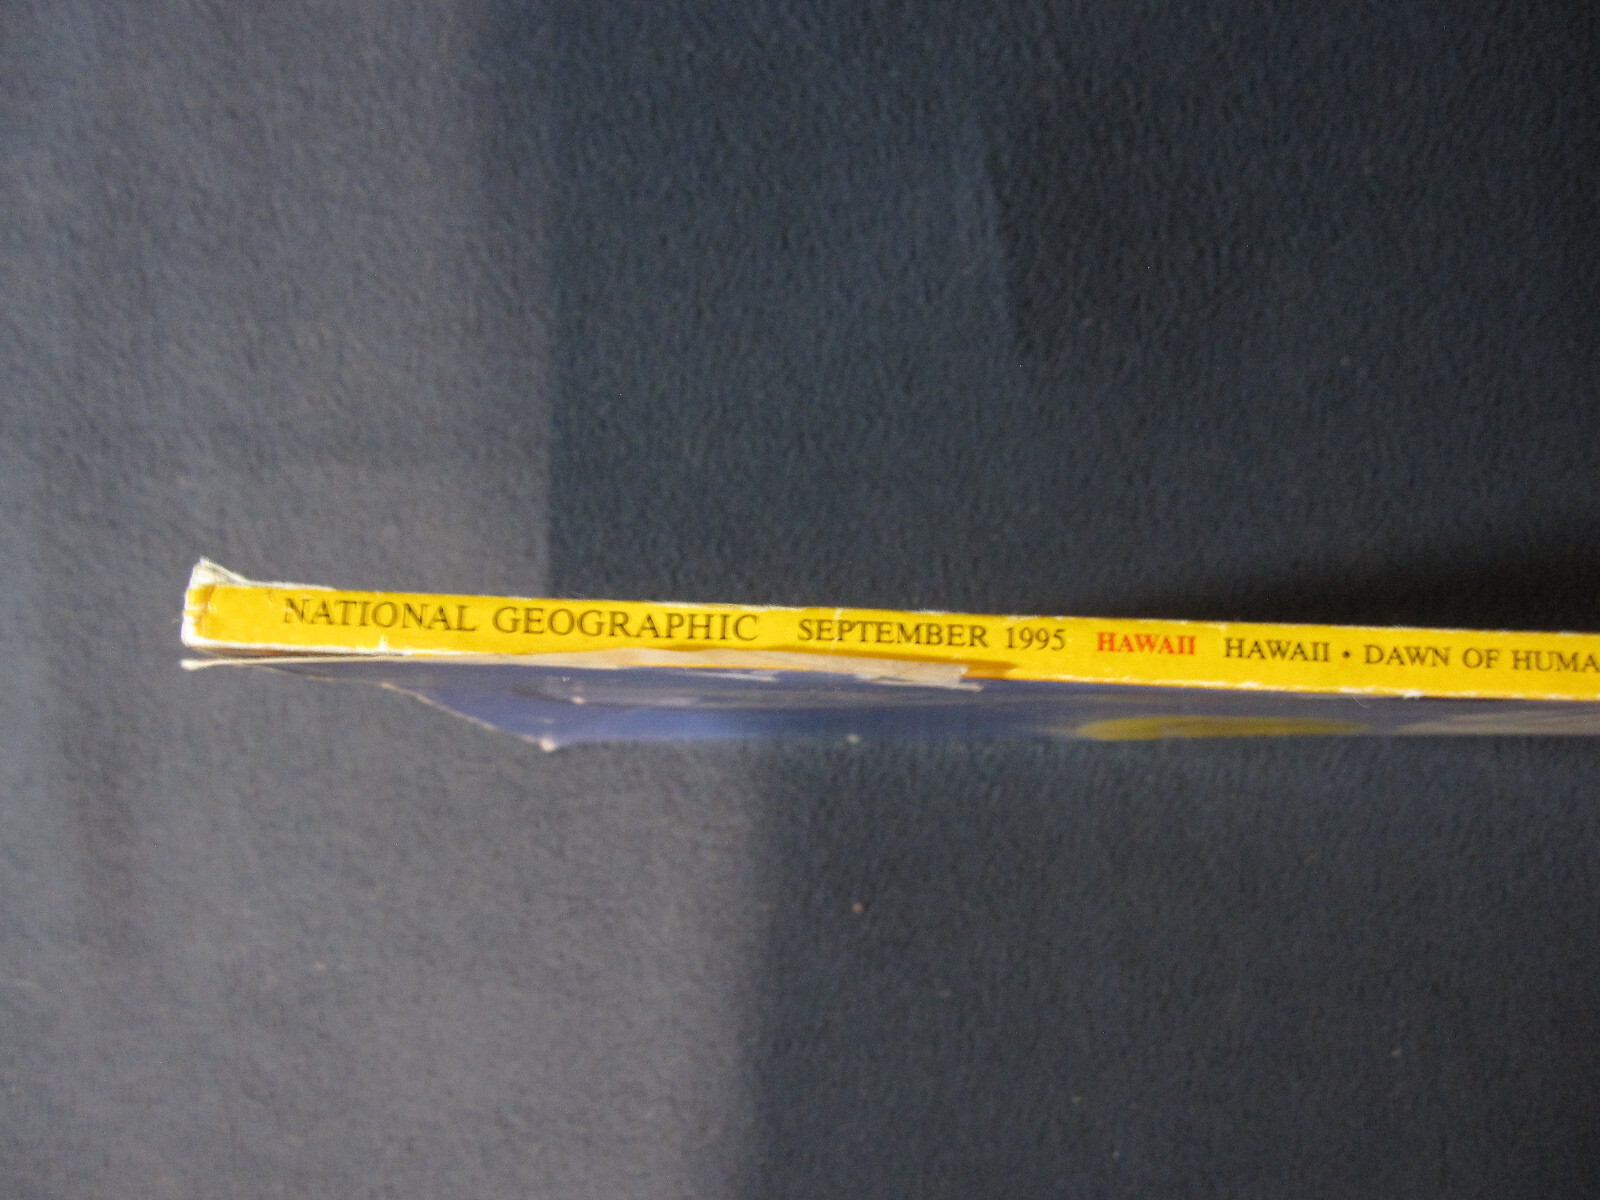 NATIONAL GEOGRAPHIC SEPTEMBER 1995 HAWAII HAWAII • DAWN OF HUMA